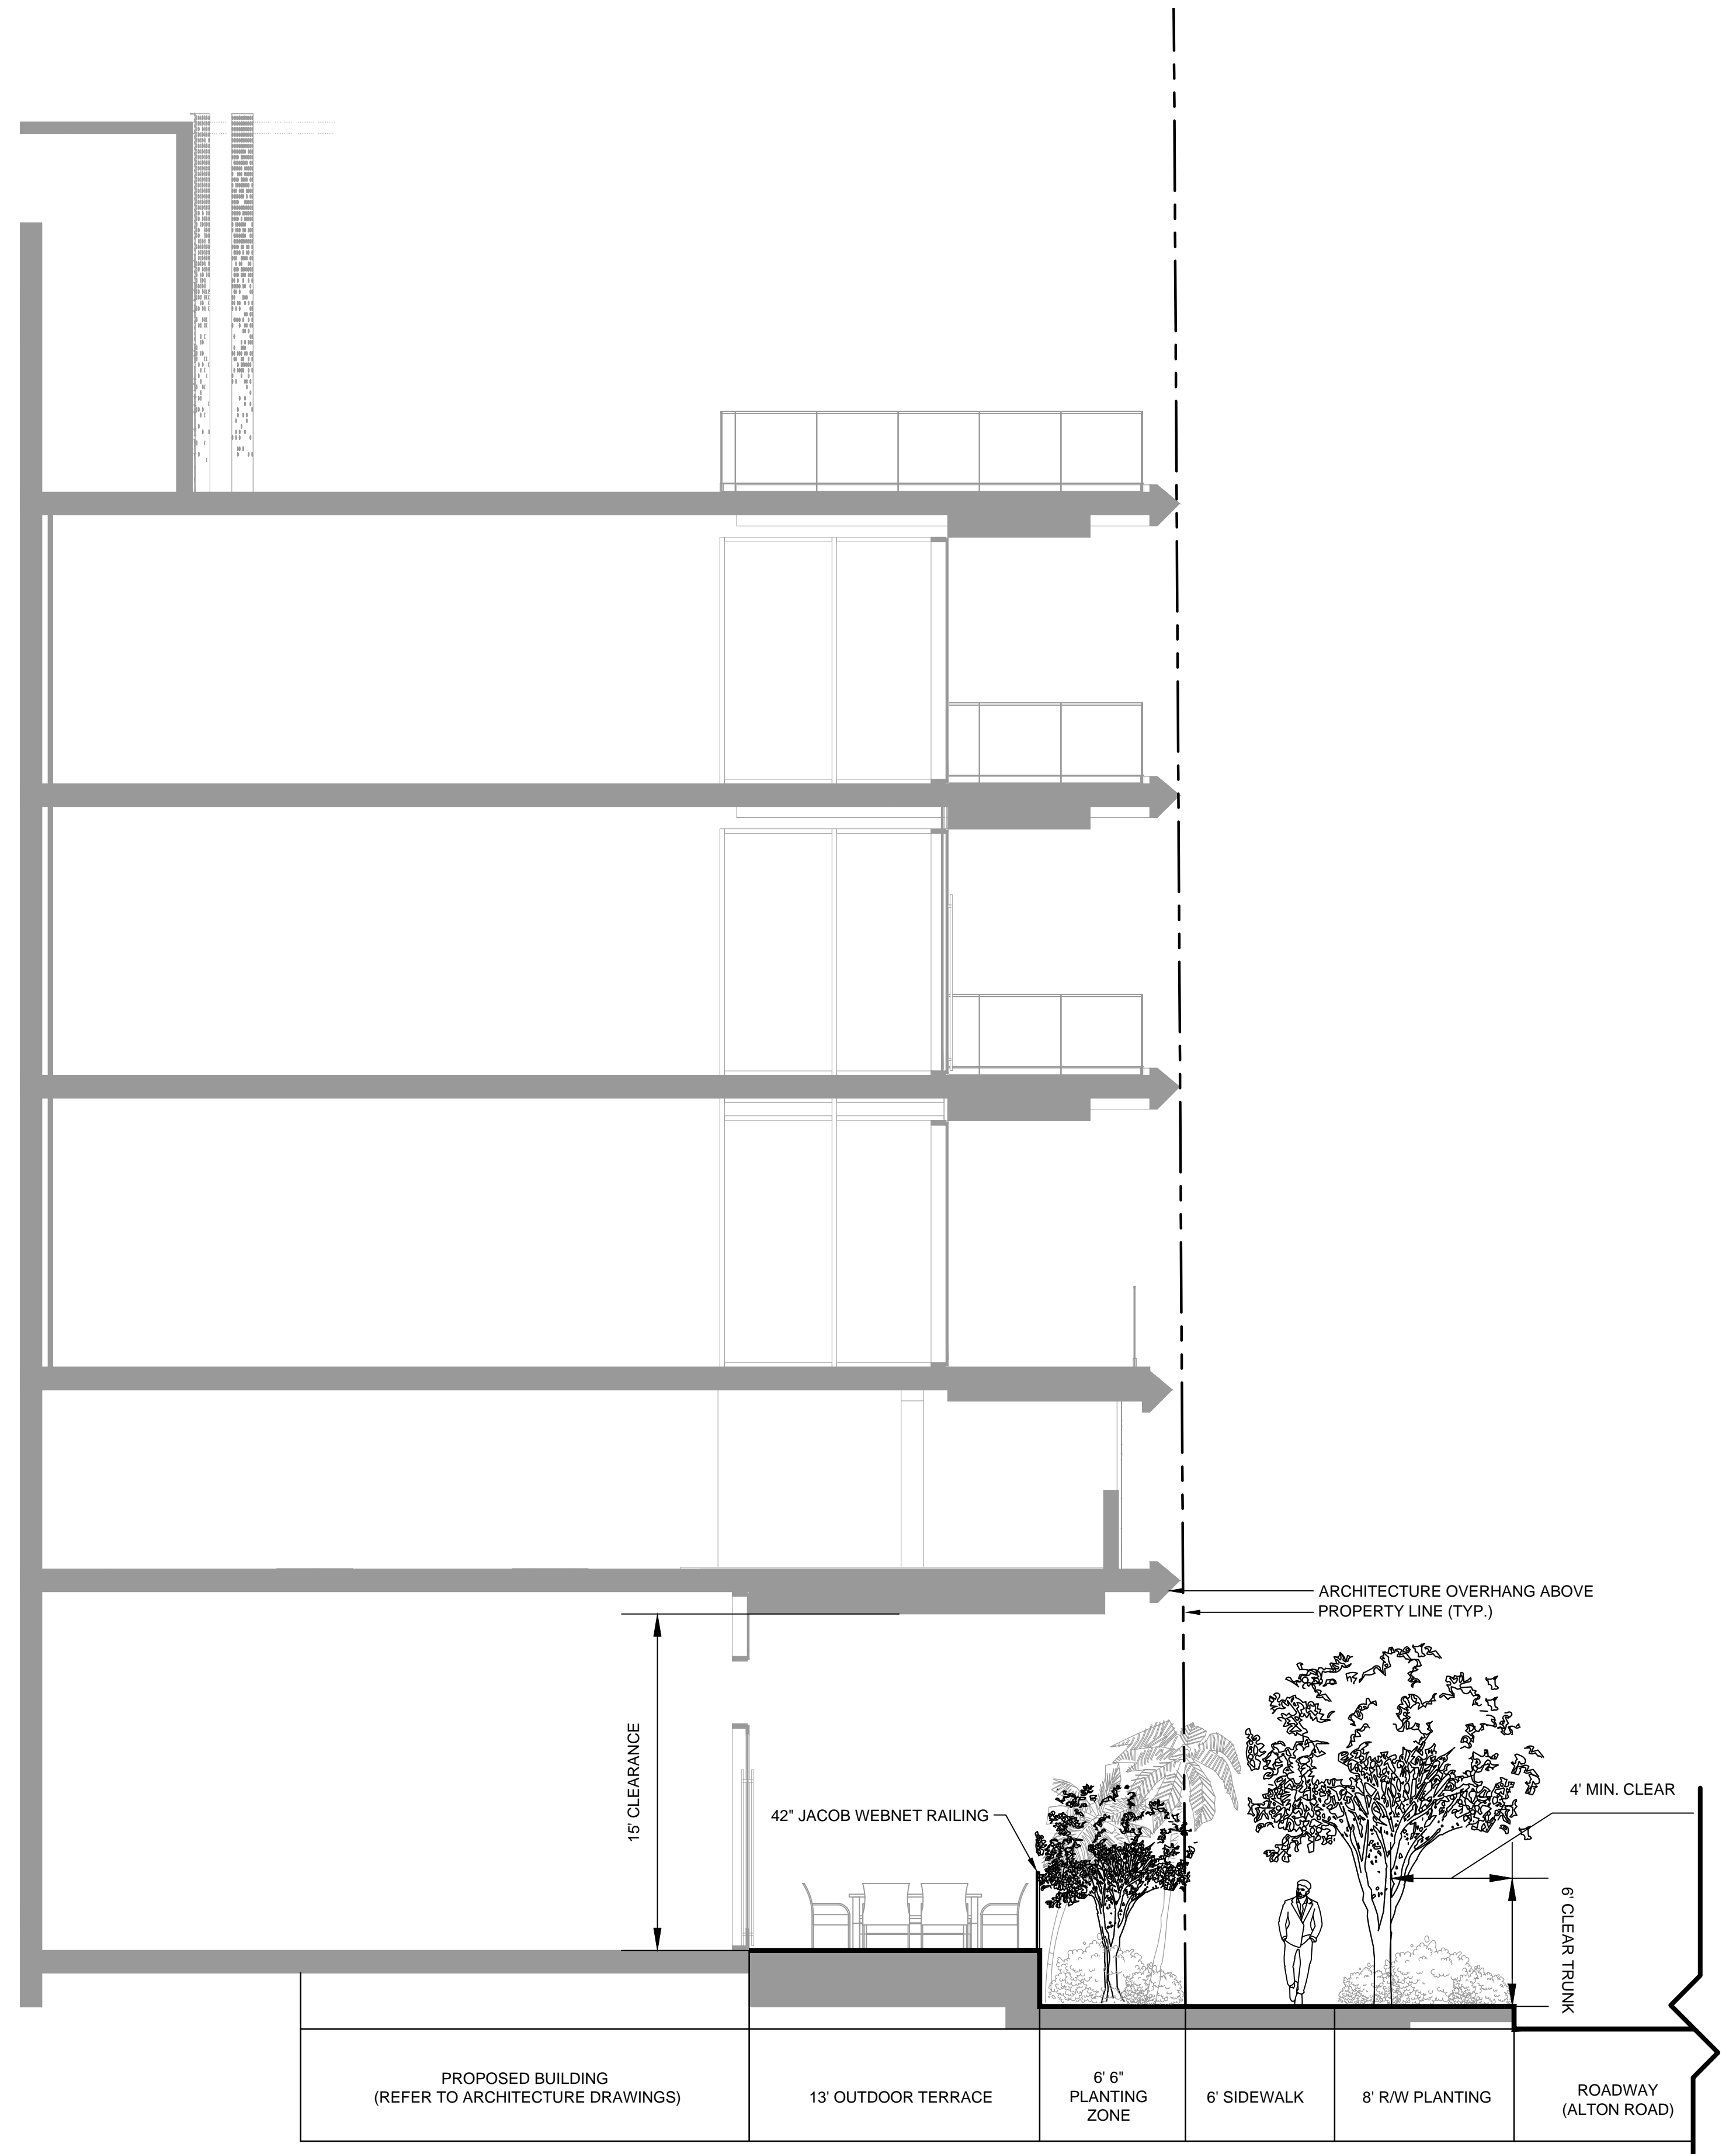 ARCHITECTURE OVERHANG ABOVE
PROPERTY LINE (TYP.)
15' CLEARANCE
42" JACOB WEBNET RAILING
4' MIN. CLEAR
6' CLEAR TRUNK
PROPOSED BUILDING
(REFER TO ARCHITECTURE DRAWINGS)
13' OUTDOOR TERRACE
6' 6"
PLANTING
ZONE
6' SIDEWALK
8' R/W PLANTING
ROADWAY
(ALTON ROAD)